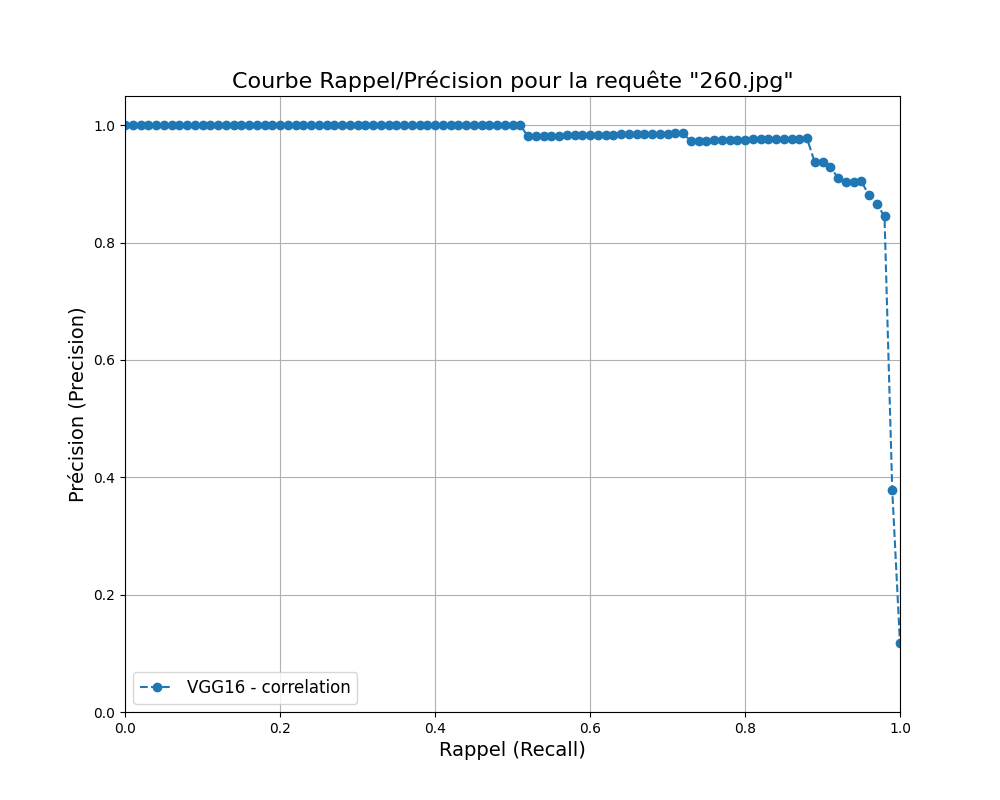 Courbe Rappel/Précision pour la requête "260.jpg"
Précision (Precision)
1.0
0.8
0.6
0.4
0.2
0.0
VGG16 - correlation
0.0 0.2 0.4 0.6 0.8 1.0
Rappel (Recall)